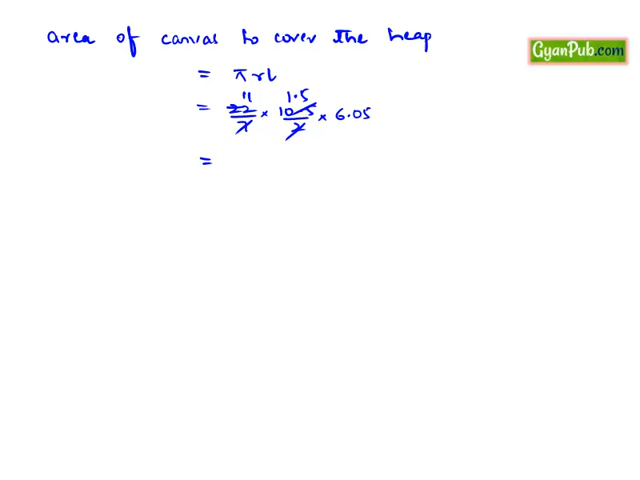 area of canvas to cover the heap
GyanPub.com
= πrl
11 1.5
= 22/7 × 10.5/2 × 6.05
=